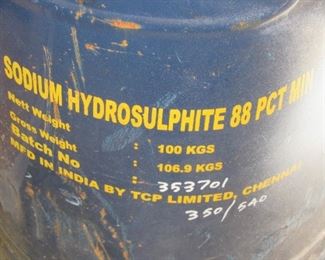 SODIUM HYDROSULPHITE 88 PCT MIN
Nett Weight : 100 KGS
Gross Weight : 106.9 KGS
Batch No : 353701
MFD IN INDIA BY TCP LIMITED, CHENNAI
350/540